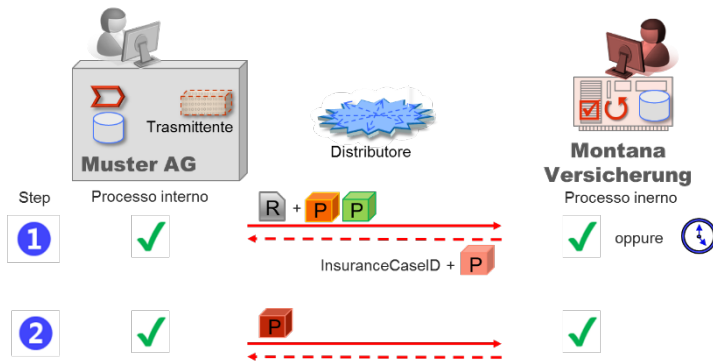 Trasmittente
Muster AG
Distributore
Montana
Versicherung
Step
Processo interno
Processo inerno
1
R + P P
oppure
InsuranceCaseID + P
2
P